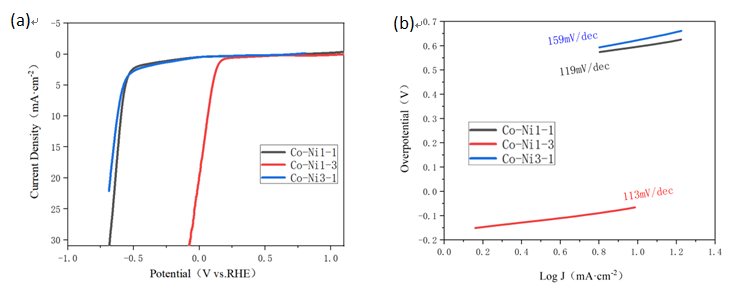 (a)↵
-5
0
5
10
15
20
25
30
Current Density（mA·cm⁻²）
Co-Ni1-1
Co-Ni1-3
Co-Ni3-1
-1.0 -0.5 0.0 0.5 1.0
Potential（V vs.RHE）
(b)↵
0.7
0.6
0.5
0.4
0.3
0.2
0.1
0.0
-0.1
-0.2
Overpotential（V）
159mV/dec
119mV/dec
Co-Ni1-1
Co-Ni1-3
Co-Ni3-1
113mV/dec
0.0 0.2 0.4 0.6 0.8 1.0 1.2 1.4
Log J（mA·cm⁻²）